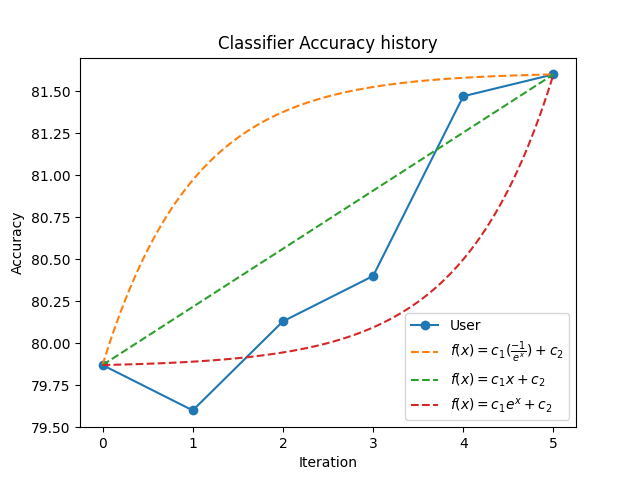 Classifier Accuracy history
Accuracy
81.50
81.25
81.00
80.75
80.50
80.25
80.00
79.75
79.50
0 1 2 3 4 5
Iteration
User
f(x) = c₁(−1/eˣ) + c₂
f(x) = c₁x + c₂
f(x) = c₁eˣ + c₂